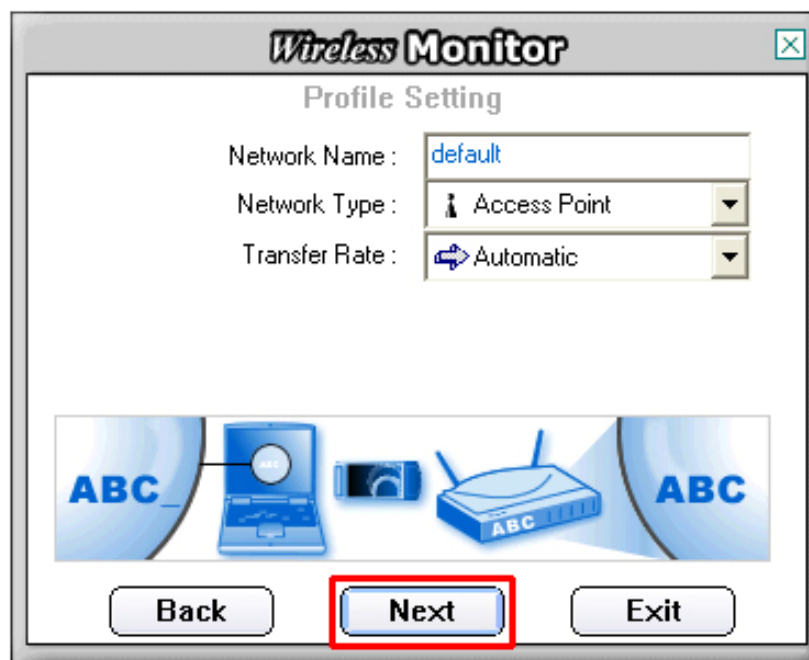 Wireless Monitor
Profile Setting
Network Name : default
Network Type : Access Point
Transfer Rate : Automatic
ABC_ ABC ABC ABC
Back Next Exit